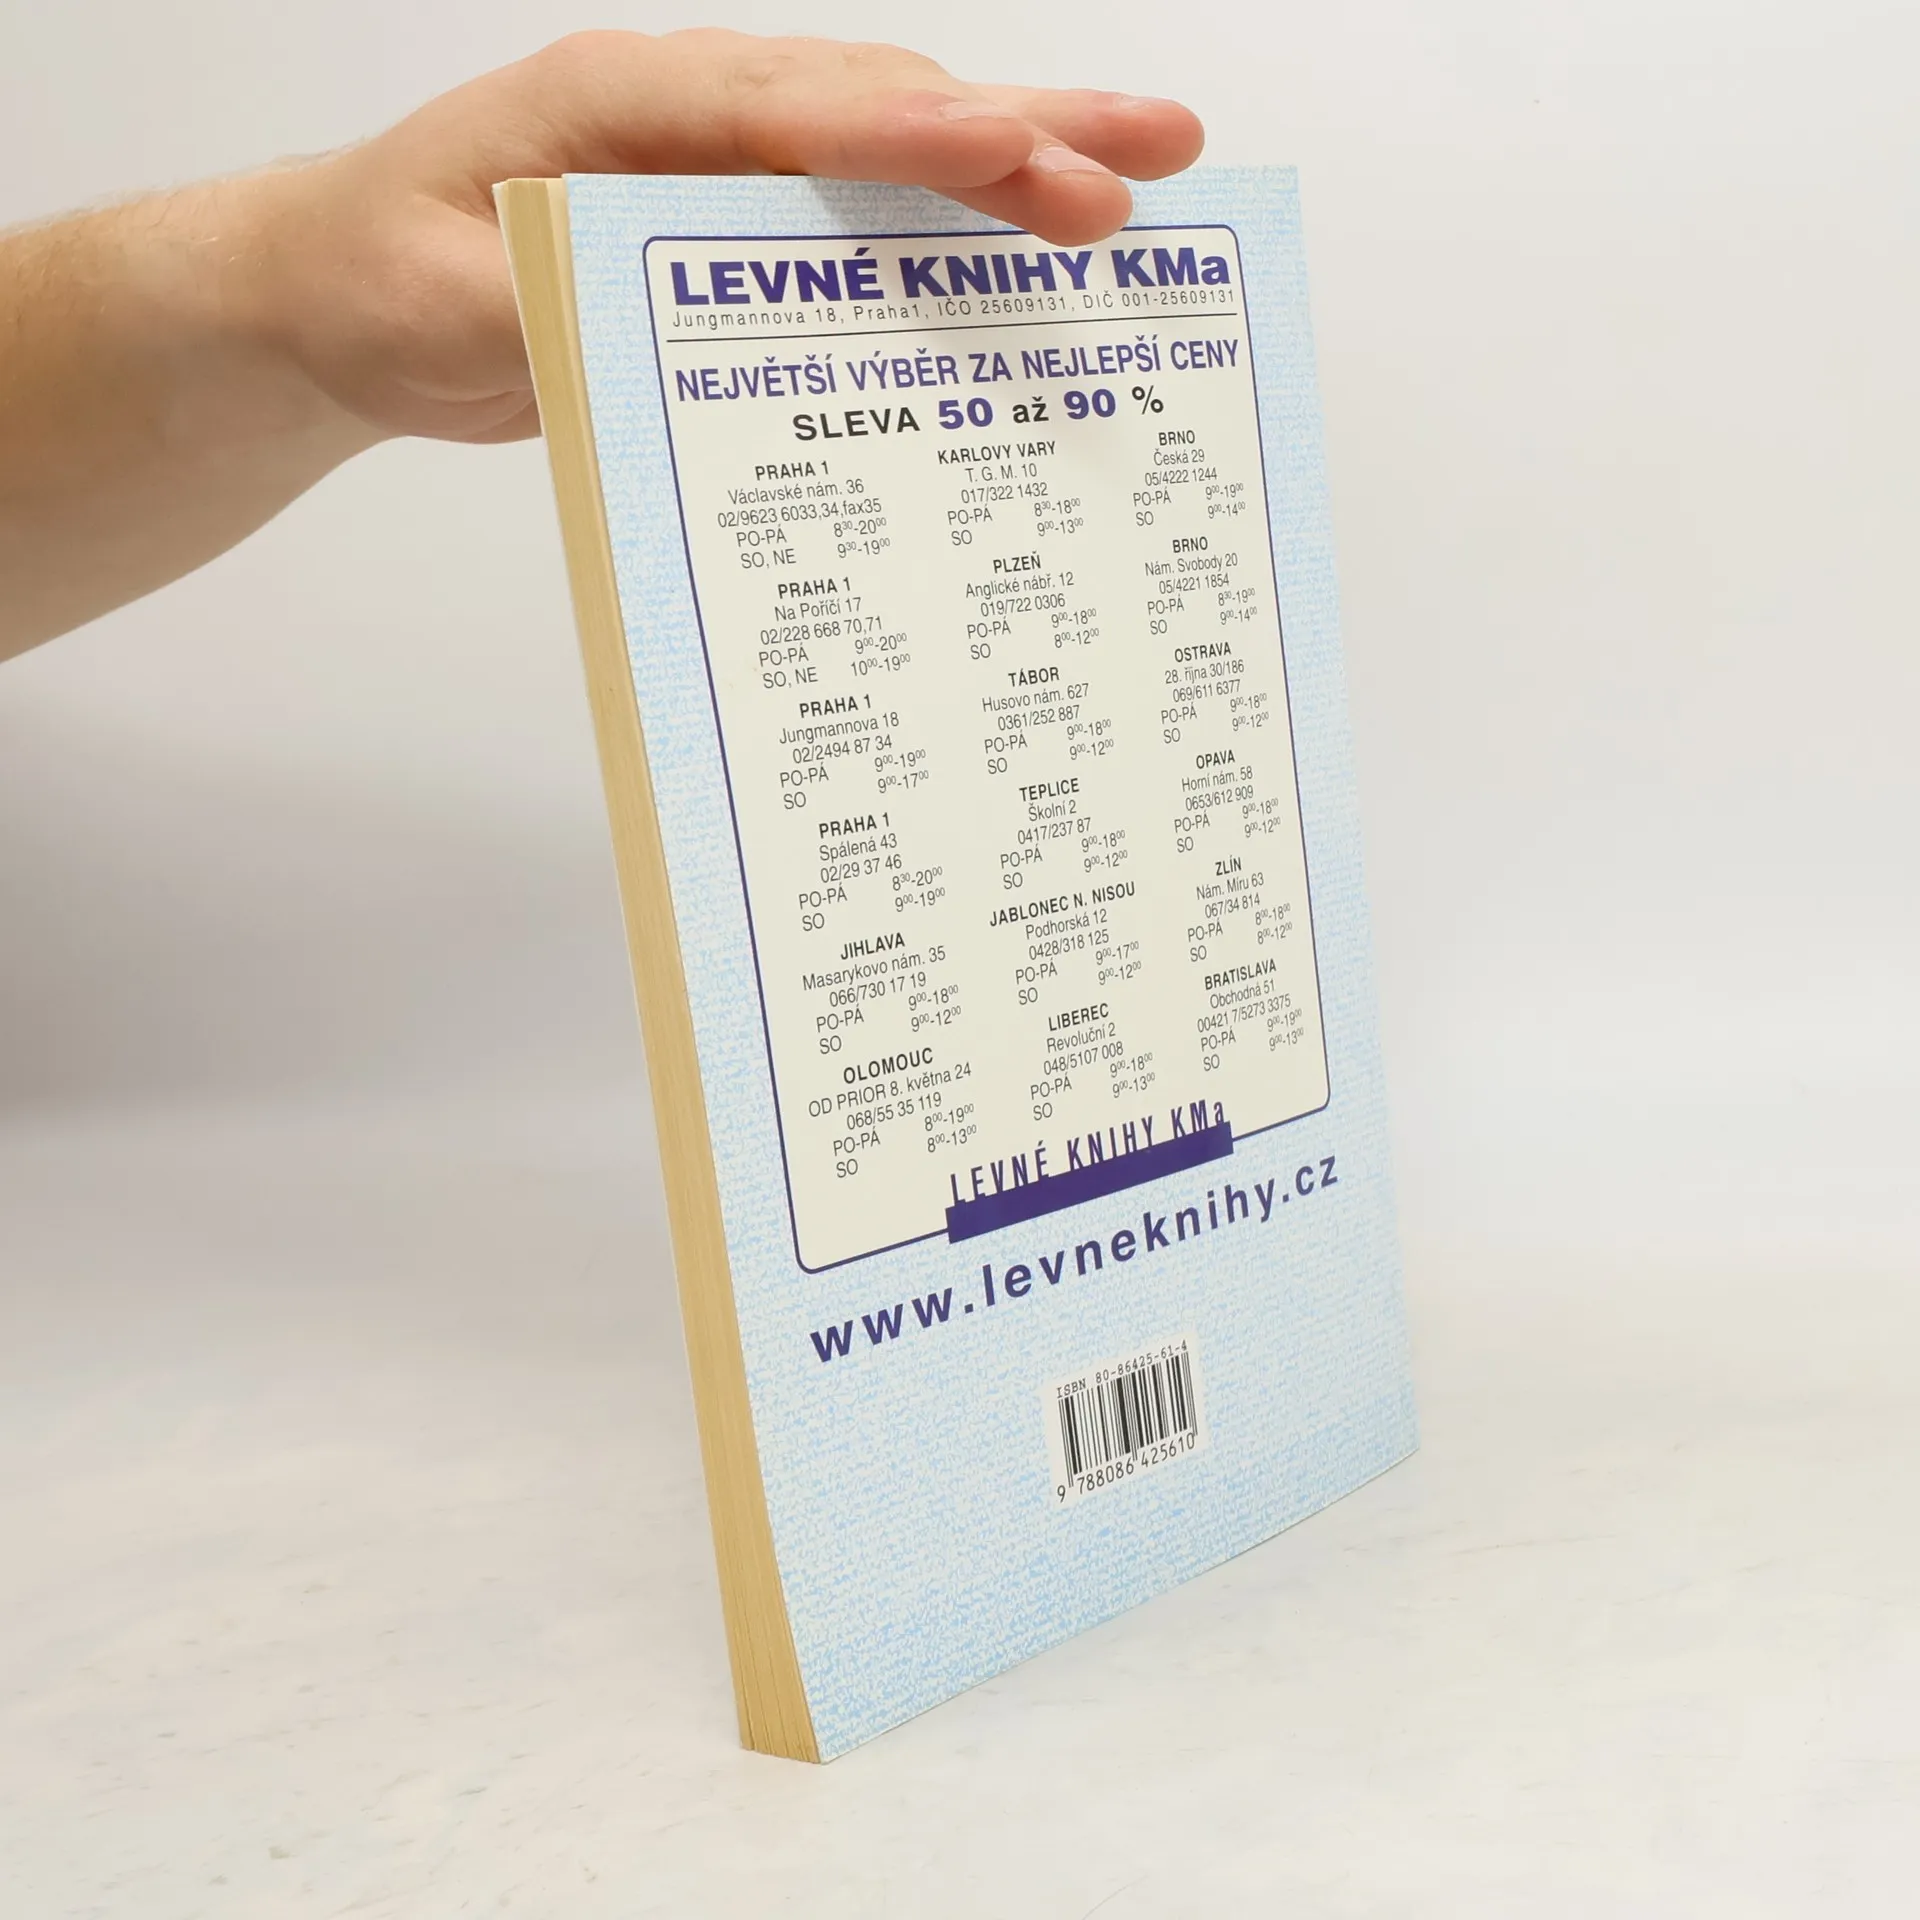 LEVNÉ KNIHY KMa
Jungmannova 18, Praha1, IČO 25609131, DIČ 001-25609131
NEJVĚTŠÍ VÝBĚR ZA NEJLEPŠÍ CENY
SLEVA 50 až 90 %
PRAHA 1
Václavské nám. 36
02/9623 6033,34,fax35
PO-PÁ 8³⁰-20⁰⁰
SO, NE 9³⁰-19⁰⁰
PRAHA 1
Na Poříčí 17
02/228 668 70,71
PO-PÁ 9⁰⁰-20⁰⁰
SO, NE 10⁰⁰-19⁰⁰
PRAHA 1
Jungmannova 18
02/2494 87 34
PO-PÁ 9⁰⁰-19⁰⁰
SO 9⁰⁰-17⁰⁰
PRAHA 1
Spálená 43
02/29 37 46
PO-PÁ 8³⁰-20⁰⁰
SO 9⁰⁰-19⁰⁰
JIHLAVA
Masarykovo nám. 35
066/730 17 19
PO-PÁ 9⁰⁰-18⁰⁰
SO 9⁰⁰-12⁰⁰
OLOMOUC
OD PRIOR 8. května 24
068/55 35 119
PO-PÁ 8⁰⁰-19⁰⁰
SO 8⁰⁰-13⁰⁰
KARLOVY VARY
T. G. M. 10
017/322 1432
PO-PÁ 8³⁰-18⁰⁰
SO 9⁰⁰-13⁰⁰
PLZEŇ
Anglické nábř. 12
019/722 0306
PO-PÁ 9⁰⁰-18⁰⁰
SO 8⁰⁰-12⁰⁰
TÁBOR
Husovo nám. 627
0361/252 887
PO-PÁ 9⁰⁰-18⁰⁰
SO 9⁰⁰-12⁰⁰
TEPLICE
Školní 2
0417/237 87
PO-PÁ 9⁰⁰-18⁰⁰
SO 9⁰⁰-12⁰⁰
JABLONEC N. NISOU
Podhorská 12
0428/318 125
PO-PÁ 9⁰⁰-17⁰⁰
SO 9⁰⁰-12⁰⁰
LIBEREC
Revoluční 2
048/5107 008
PO-PÁ 9⁰⁰-18⁰⁰
SO 9⁰⁰-13⁰⁰
BRNO
Česká 29
05/4222 1244
PO-PÁ 9⁰⁰-19⁰⁰
SO 9⁰⁰-14⁰⁰
BRNO
Nám. Svobody 20
05/4221 1854
PO-PÁ 8³⁰-19⁰⁰
SO 9⁰⁰-14⁰⁰
OSTRAVA
28. října 30/186
069/611 6377
PO-PÁ 9⁰⁰-18⁰⁰
SO 9⁰⁰-12⁰⁰
OPAVA
Horní nám. 58
0653/612 909
PO-PÁ 9⁰⁰-18⁰⁰
SO 9⁰⁰-12⁰⁰
ZLÍN
Nám. Míru 63
067/34 814
PO-PÁ 8⁰⁰-18⁰⁰
SO 8⁰⁰-12⁰⁰
BRATISLAVA
Obchodná 51
00421 7/5273 3375
PO-PÁ 9⁰⁰-19⁰⁰
SO 9⁰⁰-13⁰⁰
LEVNÉ KNIHY KMa
www.levneknihy.cz
ISBN 80-86425-61-4
9 788086 425610